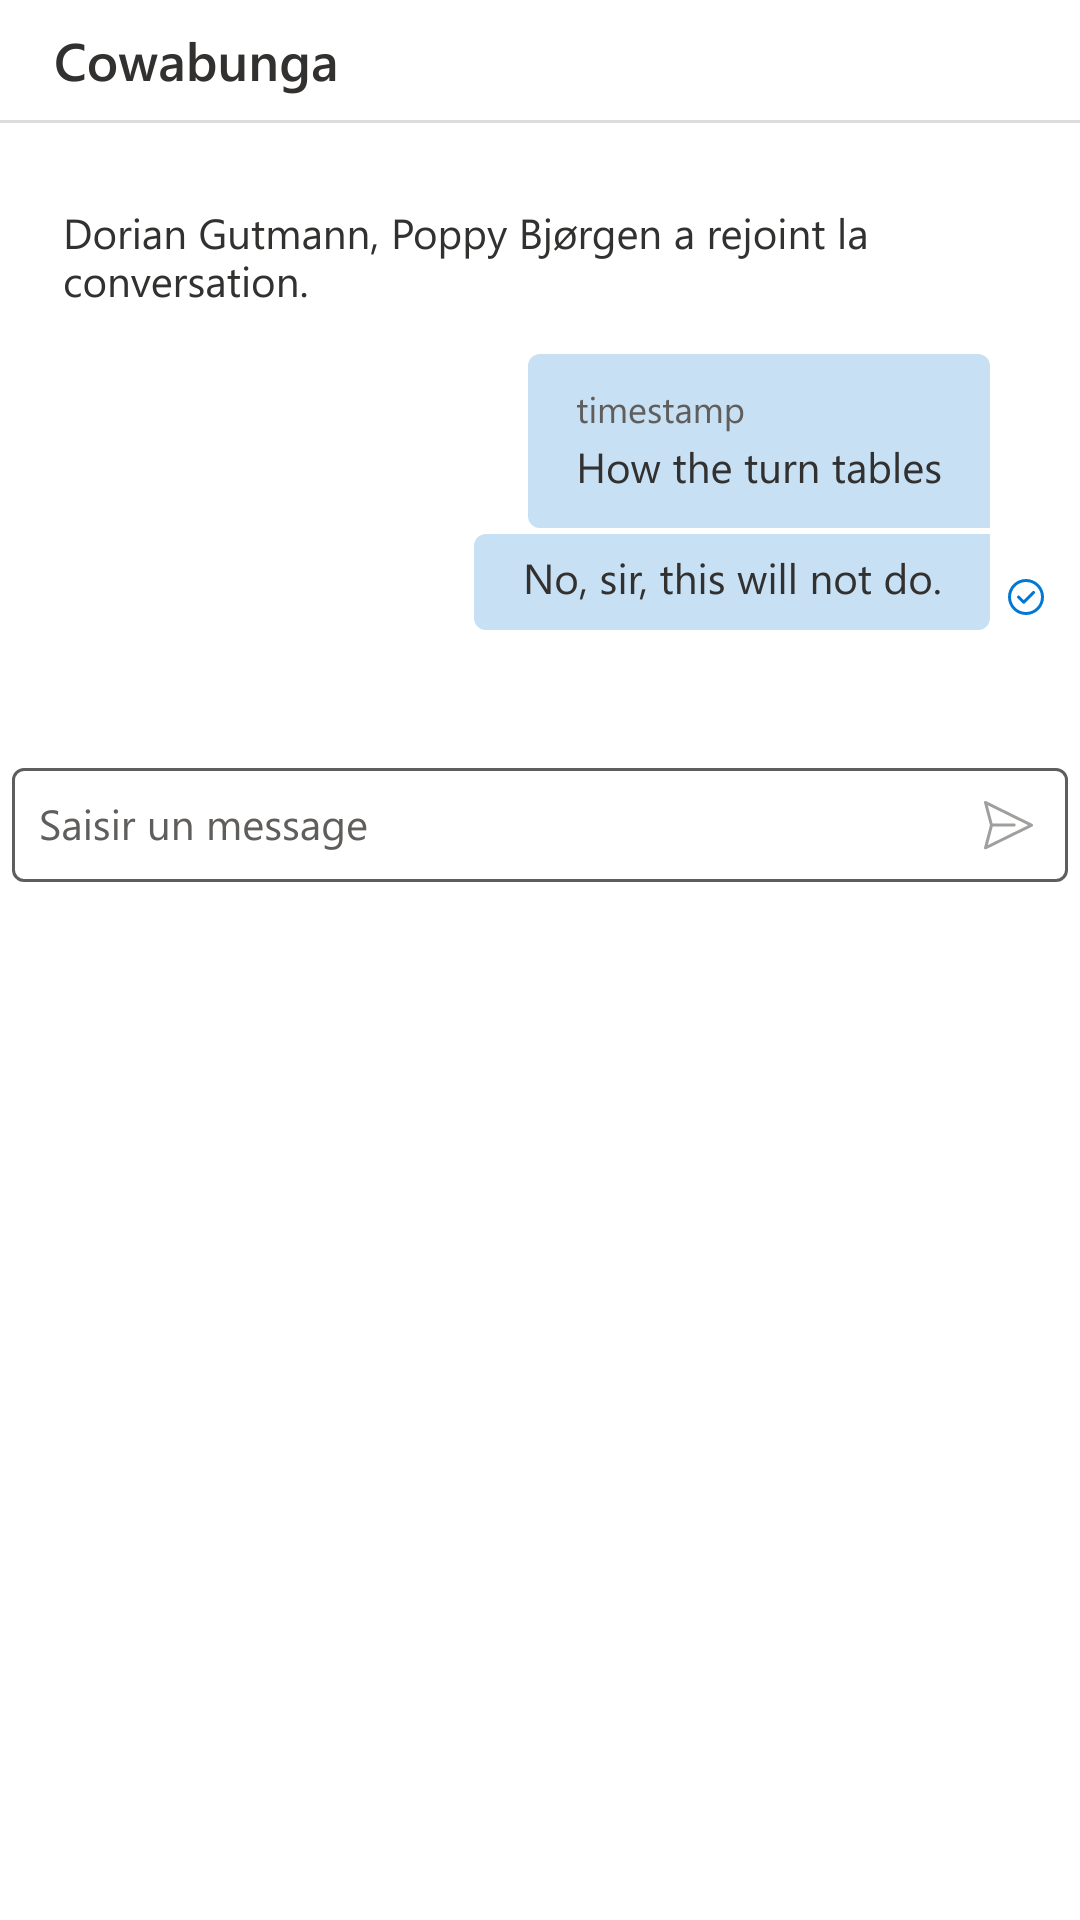 Cowabunga
Dorian Gutmann, Poppy Bjørgen a rejoint la
conversation.
timestamp
How the turn tables
No, sir, this will not do.
Saisir un message